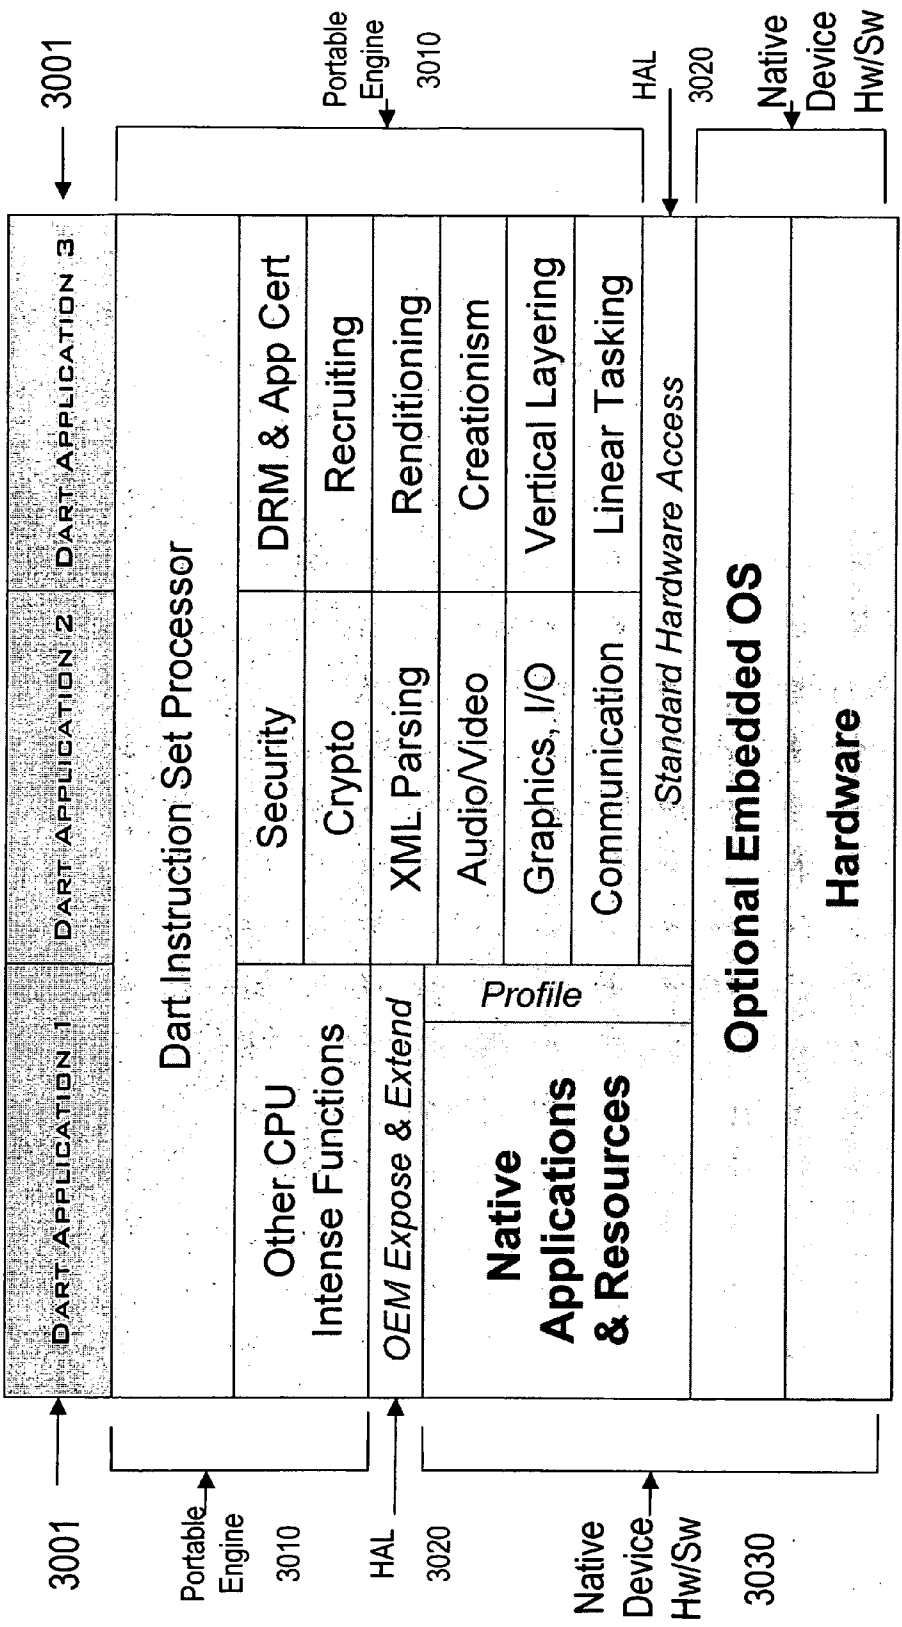 3001
DART APPLICATION 1
DART APPLICATION 2
DART APPLICATION 3
3001
Portable
Engine
3010
Dart Instruction Set Processor
Other CPU
Intense Functions
Security
DRM & App Cert
Crypto
Recruiting
Portable
Engine
3010
HAL
3020
OEM Expose & Extend
XML Parsing
Renditioning
Audio/Video
Creationism
Graphics, I/O
Vertical Layering
Communication
Linear Tasking
Profile
Native
Applications
& Resources
Standard Hardware Access
HAL
3020
Native
Device
Hw/Sw
3030
Optional Embedded OS
Hardware
Native
Device
Hw/Sw